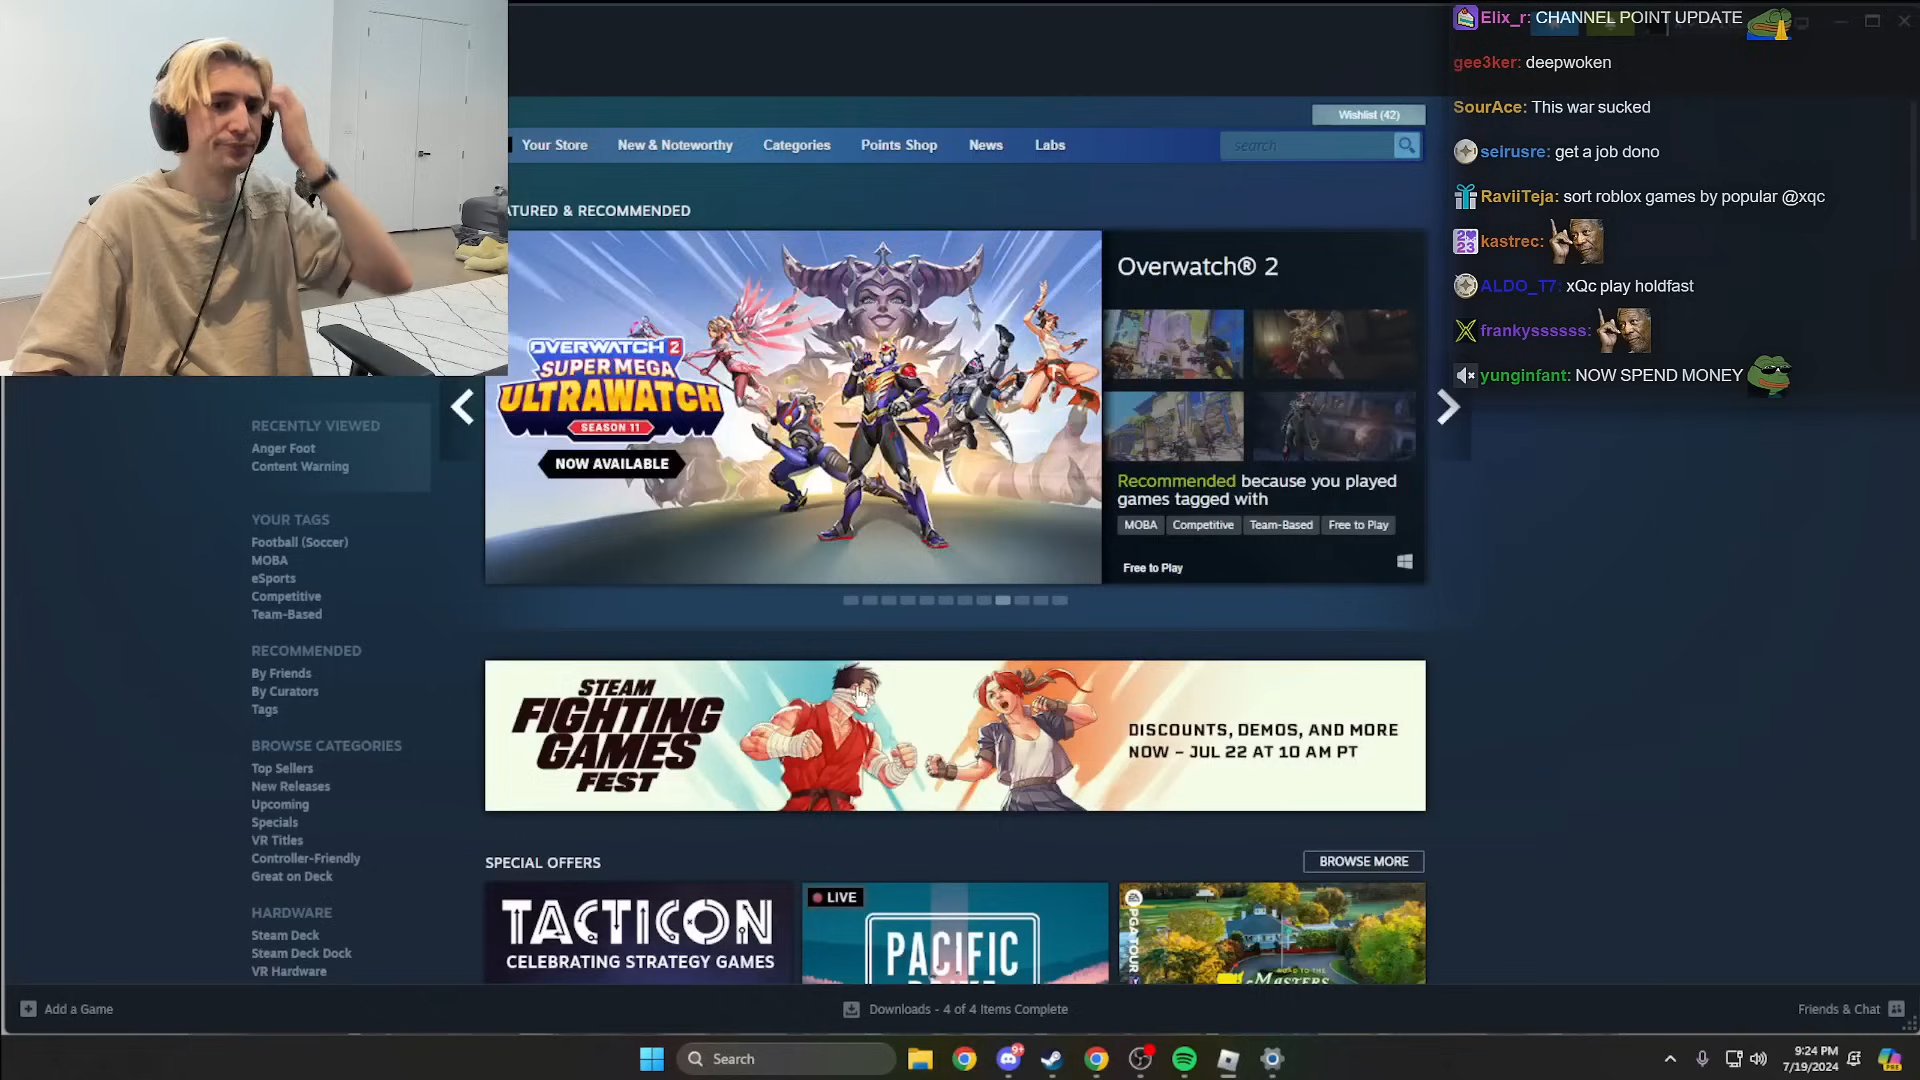 Elix_r: CHANNEL POINT UPDATE
gee3ker: deepwoken
SourAce: This war sucked
seirusre: get a job dono
RaviiTeja: sort roblox games by popular @xqc
kastrec:
ALDO_T7: xQc play holdfast
frankyssssss:
yunginfant: NOW SPEND MONEY
Wishlist (42)
Your Store New & Noteworthy Categories Points Shop News Labs search
ATURED & RECOMMENDED
OVERWATCH 2
SUPER MEGA
ULTRAWATCH
SEASON 11
NOW AVAILABLE
Overwatch® 2
Recommended because you played
games tagged with
MOBA Competitive Team-Based Free to Play
Free to Play
RECENTLY VIEWED
Anger Foot
Content Warning
YOUR TAGS
Football (Soccer)
MOBA
eSports
Competitive
Team-Based
RECOMMENDED
By Friends
By Curators
Tags
BROWSE CATEGORIES
Top Sellers
New Releases
Upcoming
Specials
VR Titles
Controller-Friendly
Great on Deck
HARDWARE
Steam Deck
Steam Deck Dock
VR Hardware
STEAM
FIGHTING
GAMES
FEST
DISCOUNTS, DEMOS, AND MORE
NOW – JUL 22 AT 10 AM PT
SPECIAL OFFERS
BROWSE MORE
TACTICON
CELEBRATING STRATEGY GAMES
LIVE
PACIFIC
PGA TOUR
ROAD TO THE
MASTERS
Add a Game
Downloads - 4 of 4 Items Complete
Friends & Chat
Search
9+
9:24 PM
7/19/2024
PRE